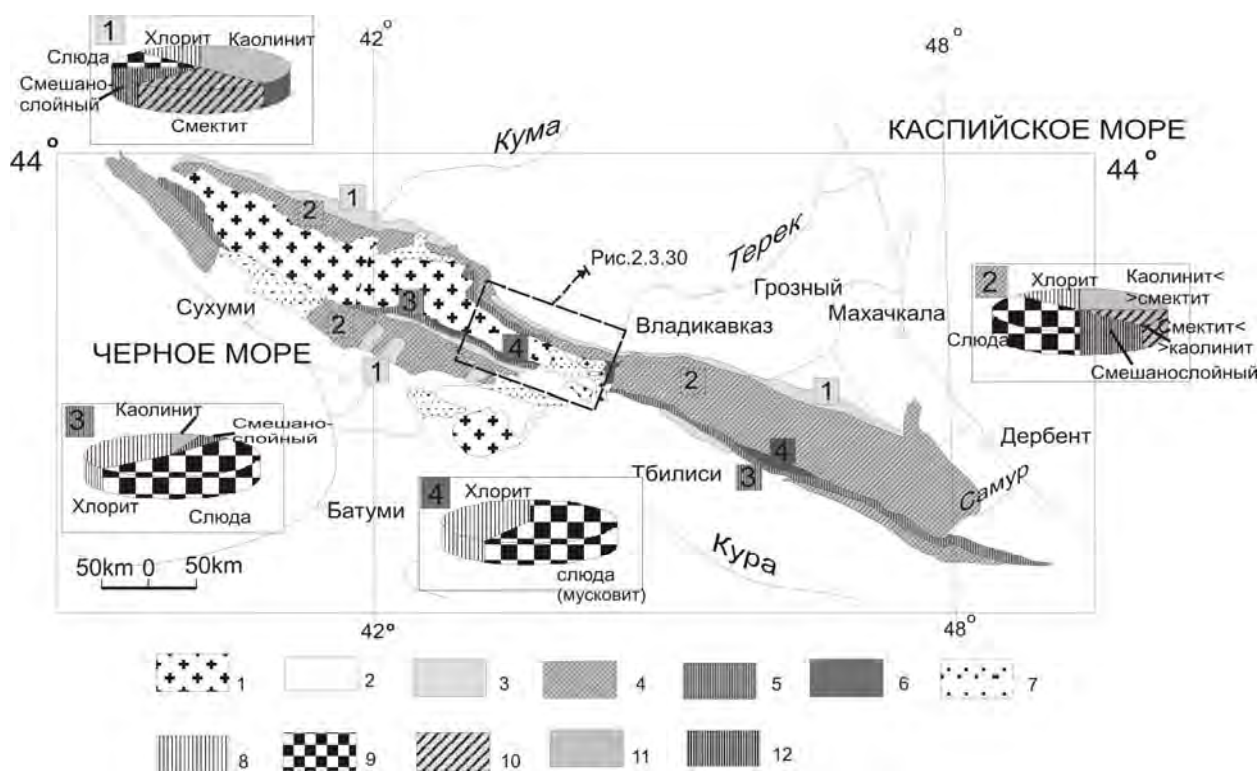 1
Хлорит
Каолинит
Слюда
Смешано-
слойный
Смектит
42°
48°
Кума
КАСПИЙСКОЕ МОРЕ
44°
44°
1
2
Терек
Рис.2.3,30
2
Хлорит
Каолинит<
>смектит
Смектит<
>каолинит
Слюда
Смешанослойный
Грозный
Махачкала
Сухуми
3
2
Владикавказ
ЧЕРНОЕ МОРЕ
4
1
2
1
3
Каолинит
Смешано-
слойный
Хлорит
Слюда
4
Дербент
Тбилиси
3
Самур
Батуми
4
Хлорит
слюда
(мусковит)
Кура
50km 0 50km
42°
48°
1
2
3
4
5
6
7
8
9
10
11
12